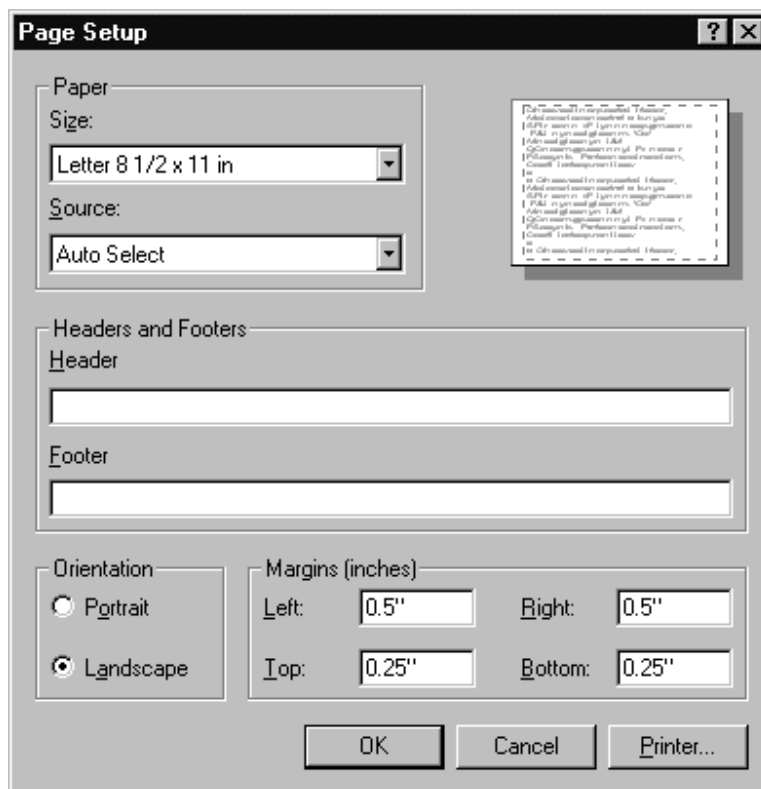 Page Setup
Paper
Size:
Letter 8 1/2 x 11 in
Source:
Auto Select
Headers and Footers
Header
Footer
Orientation
Portrait
Landscape
Margins (inches)
Left: 0.5" Right: 0.5"
Top: 0.25" Bottom: 0.25"
OK Cancel Printer...